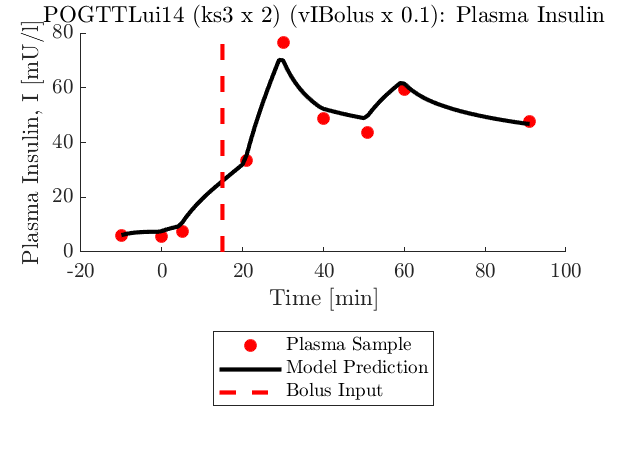 POGTTLui14 (ks3 x 2) (vIBolus x 0.1): Plasma Insulin
Plasma Insulin, I [mU/l]
80
60
40
20
0
-20 0 20 40 60 80 100
Time [min]
Plasma Sample
Model Prediction
Bolus Input